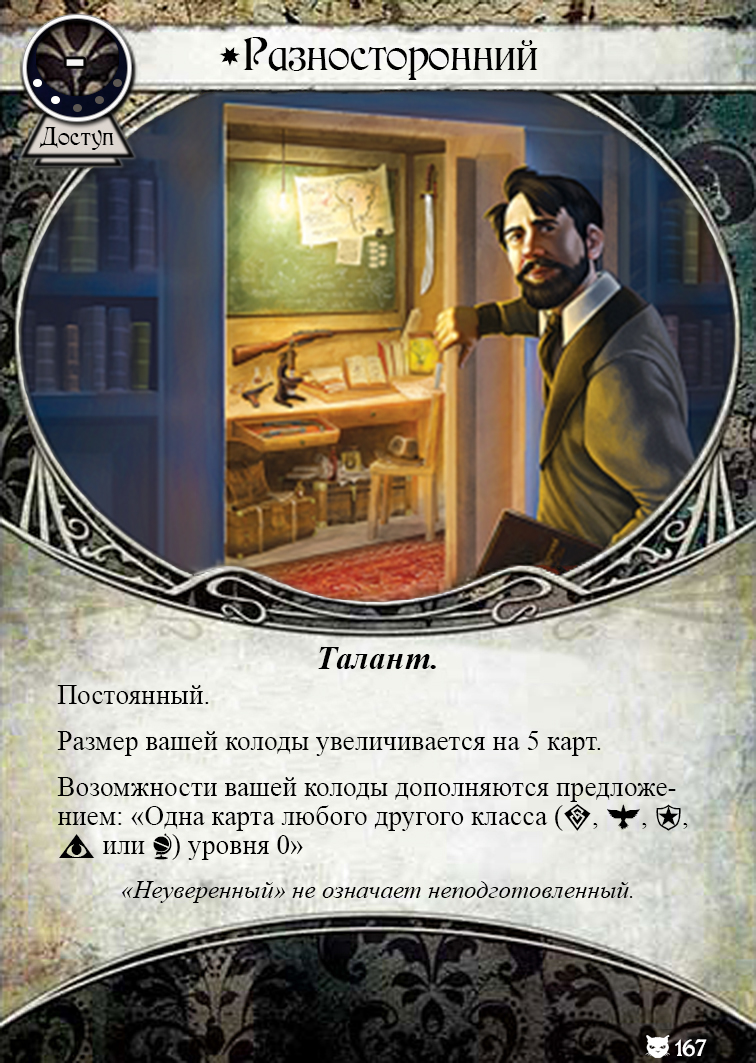 Разносторонний
Доступ
Талант.
Постоянный.
Размер вашей колоды увеличивается на 5 карт.
Возомжности вашей колоды дополняются предложе-
нием: «Одна карта любого другого класса ( , , ,
или ) уровня 0»
«Неуверенный» не означает неподготовленный.
167